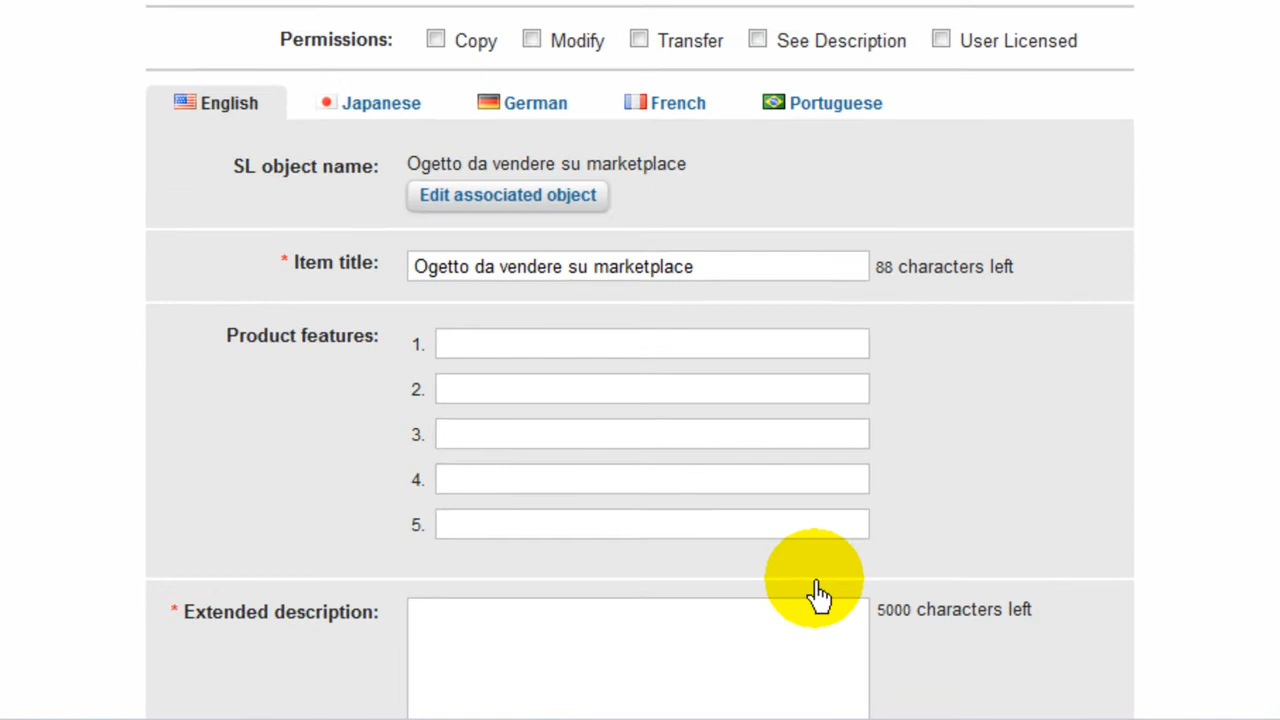 Permissions: Copy Modify Transfer See Description User Licensed
English Japanese German French Portuguese
SL object name: Ogetto da vendere su marketplace
Edit associated object
* Item title: Ogetto da vendere su marketplace 88 characters left
Product features: 1.
2.
3.
4.
5.
* Extended description: 5000 characters left